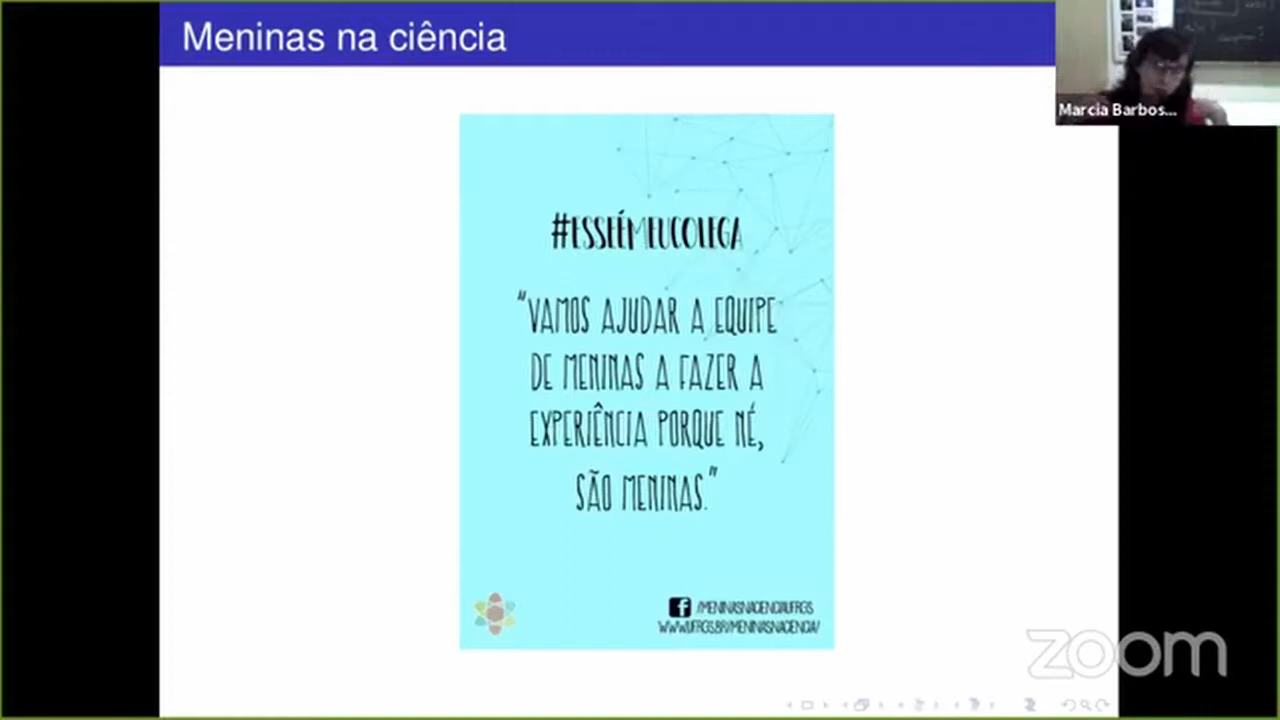 Meninas na ciência
Marcia Barbos...
#ESSEÉMEUCOLEGA
“VAMOS AJUDAR A EQUIPE
DE MENINAS A FAZER A
EXPERIÊNCIA PORQUE NÉ,
SÃO MENINAS.”
/MENINASNACIENCIAUFRGS
WWW.UFRGS.BR/MENINASNACIENCIA/
zoom